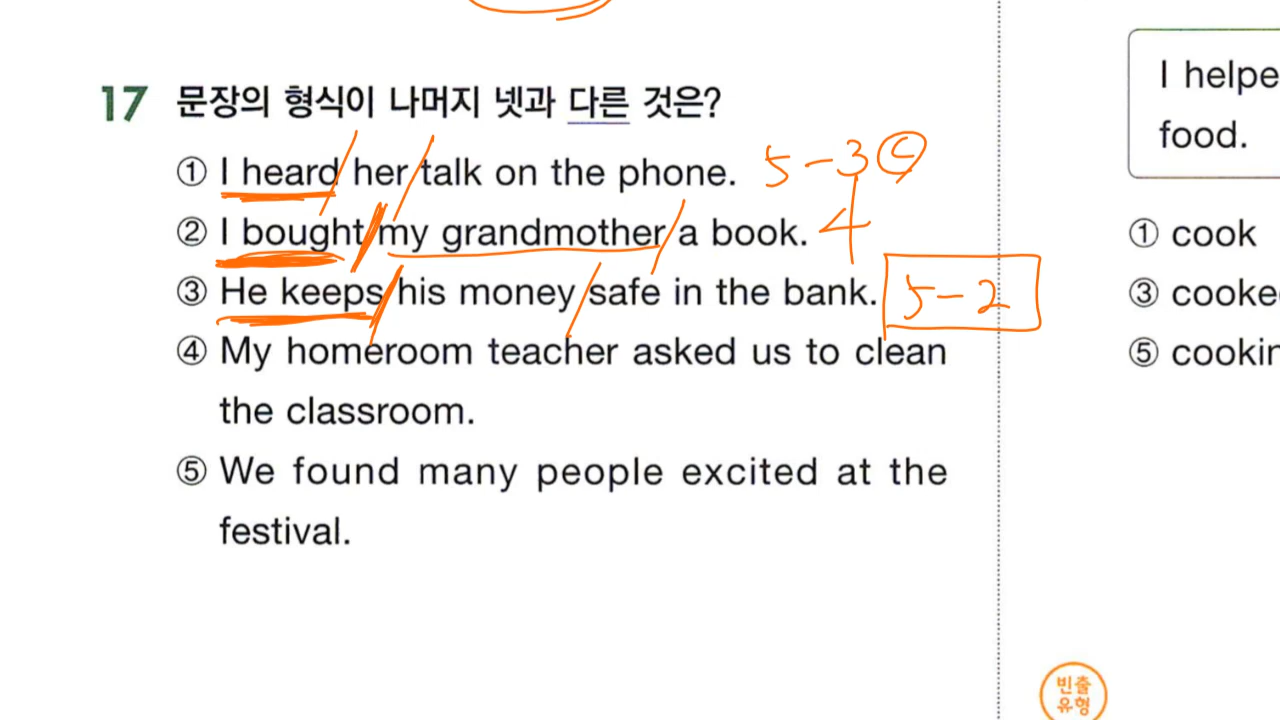 17 문장의 형식이 나머지 넷과 다른 것은?
① I heard her talk on the phone. 5-3ⓒ
② I bought my grandmother a book. 4
③ He keeps his money safe in the bank. 5-2
④ My homeroom teacher asked us to clean
the classroom.
⑤ We found many people excited at the
festival.
I helpe
food.
① cook
③ cooke
⑤ cookin
빈출
유형